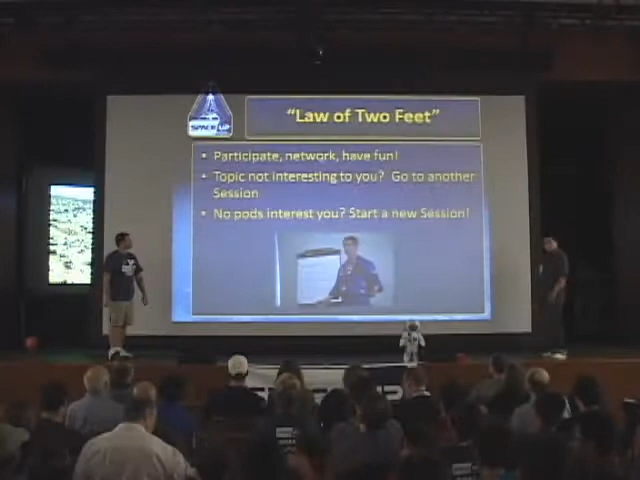 "Law of Two Feet"
SPACEUP
• Participate, network, have fun!
• Topic not interesting to you? Go to another
Session
• No pods interest you? Start a new Session!